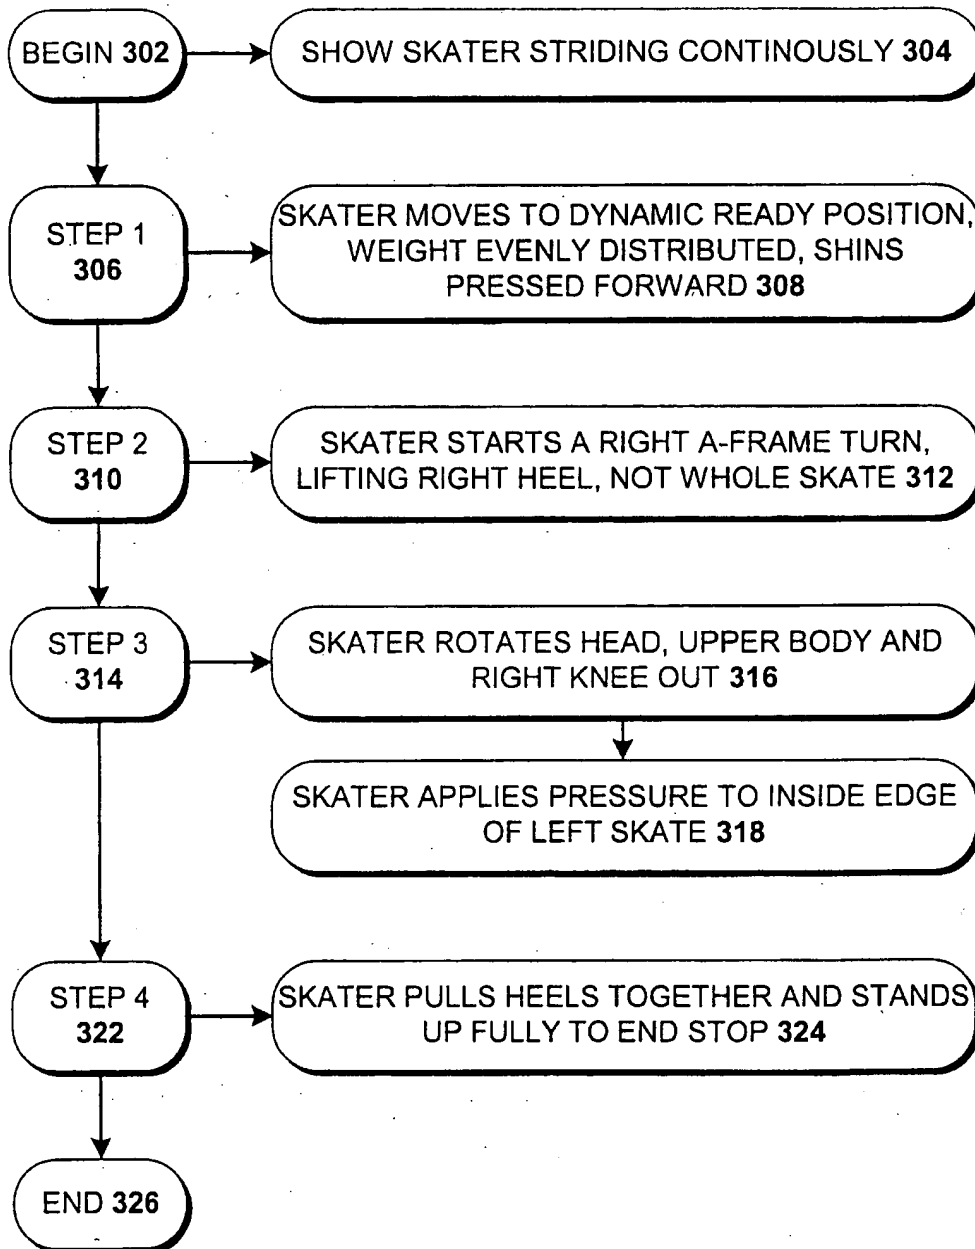 BEGIN 302
SHOW SKATER STRIDING CONTINOUSLY 304
STEP 1
306
SKATER MOVES TO DYNAMIC READY POSITION,
WEIGHT EVENLY DISTRIBUTED, SHINS
PRESSED FORWARD 308
STEP 2
310
SKATER STARTS A RIGHT A-FRAME TURN,
LIFTING RIGHT HEEL, NOT WHOLE SKATE 312
STEP 3
314
SKATER ROTATES HEAD, UPPER BODY AND
RIGHT KNEE OUT 316
SKATER APPLIES PRESSURE TO INSIDE EDGE
OF LEFT SKATE 318
STEP 4
322
SKATER PULLS HEELS TOGETHER AND STANDS
UP FULLY TO END STOP 324
END 326